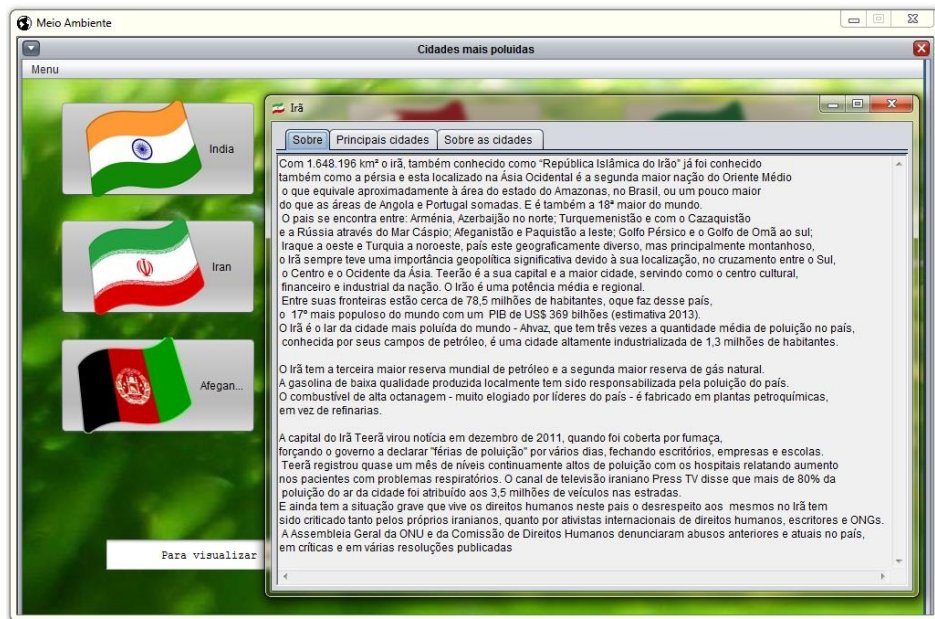 Meio Ambiente
Cidades mais poluidas
Menu
India
Iran
Afegan...
Para visualizar
Irã
Sobre
Principais cidades
Sobre as cidades
Com 1.648.196 km² o irã, também conhecido como "República Islâmica do Irão" já foi conhecido
também como a pérsia e esta localizado na Ásia Ocidental é a segunda maior nação do Oriente Médio
o que equivale aproximadamente à área do estado do Amazonas, no Brasil, ou um pouco maior
do que as áreas de Angola e Portugal somadas. E é também a 18ª maior do mundo.
O pais se encontra entre: Arménia, Azerbaijão no norte; Turquemenistão e com o Cazaquistão
e a Rússia através do Mar Cáspio; Afeganistão e Paquistão a leste; Golfo Pérsico e o Golfo de Omã ao sul;
Iraque a oeste e Turquia a noroeste, país este geograficamente diverso, mas principalmente montanhoso,
o Irã sempre teve uma importância geopolítica significativa devido à sua localização, no cruzamento entre o Sul,
o Centro e o Ocidente da Ásia. Teerão é a sua capital e a maior cidade, servindo como o centro cultural,
financeiro e industrial da nação. O Irão é uma potência média e regional.
Entre suas fronteiras estão cerca de 78,5 milhões de habitantes, oque faz desse país,
o 17º mais populoso do mundo com um PIB de US$ 369 bilhões (estimativa 2013).
O Irã é o lar da cidade mais poluída do mundo - Ahvaz, que tem três vezes a quantidade média de poluição no país,
conhecida por seus campos de petróleo, é uma cidade altamente industrializada de 1,3 milhões de habitantes.
O Irã tem a terceira maior reserva mundial de petróleo e a segunda maior reserva de gás natural.
A gasolina de baixa qualidade produzida localmente tem sido responsabilizada pela poluição do país.
O combustível de alta octanagem - muito elogiado por líderes do país - é fabricado em plantas petroquímicas,
em vez de refinarias.
A capital do Irã Teerã virou notícia em dezembro de 2011, quando foi coberta por fumaça,
forçando o governo a declarar "férias de poluição" por vários dias, fechando escritórios, empresas e escolas.
Teerã registrou quase um mês de níveis continuamente altos de poluição com os hospitais relatando aumento
nos pacientes com problemas respiratórios. O canal de televisão iraniano Press TV disse que mais de 80% da
poluição do ar da cidade foi atribuído aos 3,5 milhões de veículos nas estradas.
E ainda tem a situação grave que vive os direitos humanos neste pais o desrespeito aos mesmos no Irã tem
sido criticado tanto pelos próprios iranianos, quanto por ativistas internacionais de direitos humanos, escritores e ONGs.
A Assembleia Geral da ONU e da Comissão de Direitos Humanos denunciaram abusos anteriores e atuais no país,
em críticas e em várias resoluções publicadas